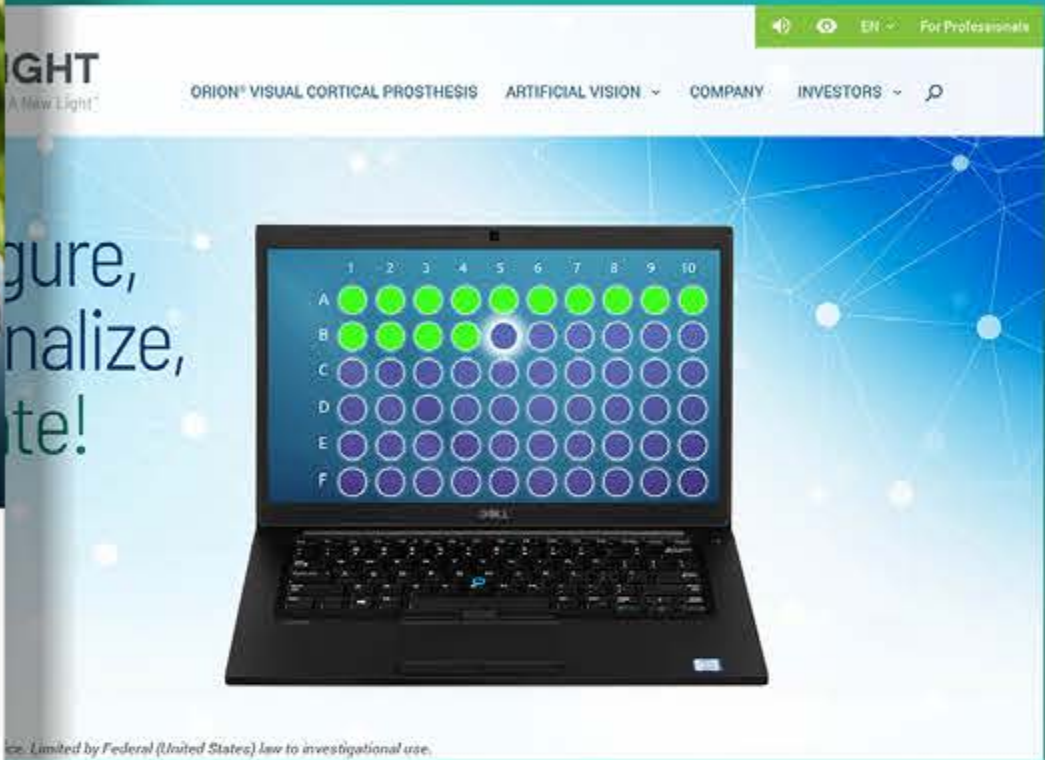 EN For Professionals
IGHT
A New Light™
ORION® VISUAL CORTICAL PROSTHESIS ARTIFICIAL VISION COMPANY INVESTORS
gure,
nalize,
te!
1 2 3 4 5 6 7 8 9 10
A
B
C
D
E
F
DELL
ice. Limited by Federal (United States) law to investigational use.